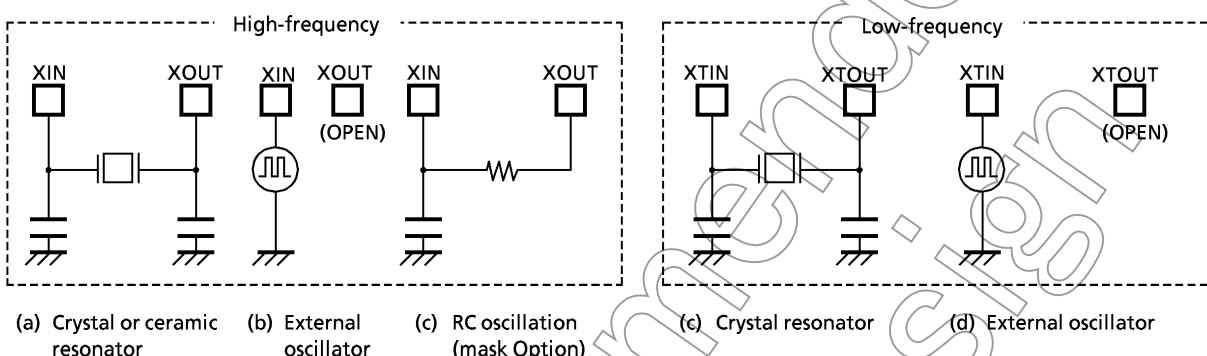 High-frequency
Low-frequency
XIN XOUT XIN XOUT XIN XOUT
XTIN XTOUT XTIN XTOUT
(OPEN)
(OPEN)
(a) Crystal or ceramic resonator
(b) External oscillator
(c) RC oscillation (mask Option)
(c) Crystal resonator
(d) External oscillator